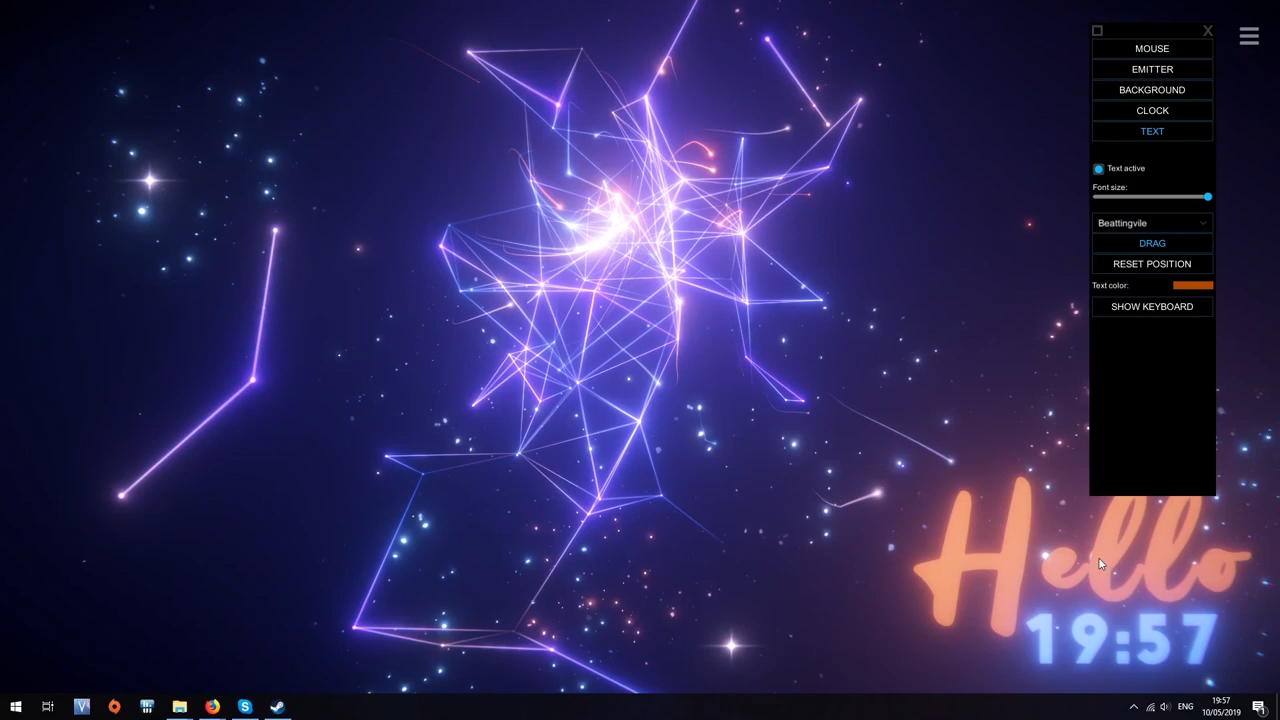 X
MOUSE
EMITTER
BACKGROUND
CLOCK
TEXT
Text active
Font size:
Beattingvile
DRAG
RESET POSITION
Text color:
SHOW KEYBOARD
Hello
19:57
V
S
ENG
19:57
10/05/2019
1